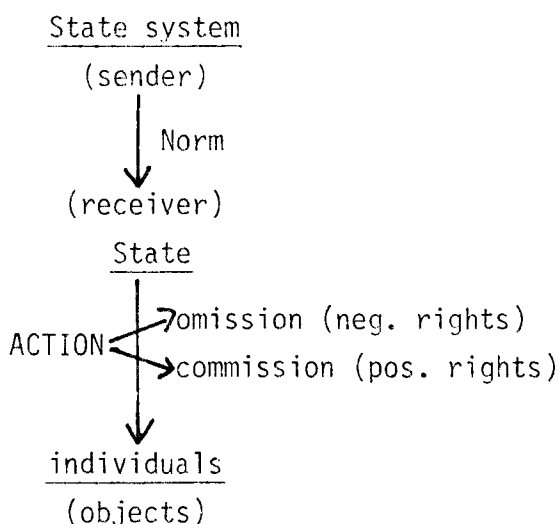 State system
(sender)
Norm
(receiver)
State
omission (neg. rights)
ACTION
commission (pos. rights)
individuals
(objects)